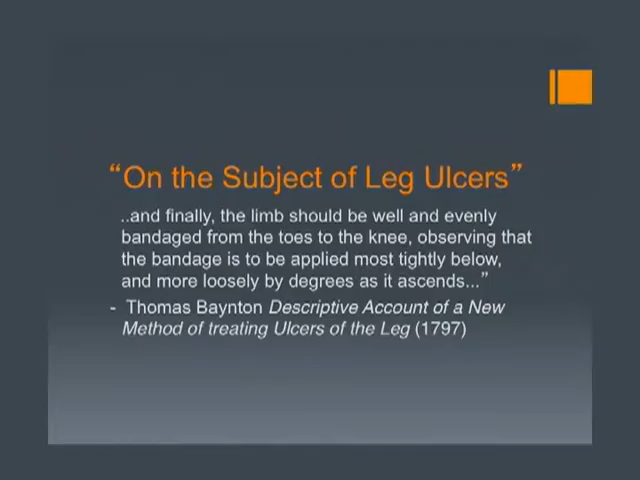 “On the Subject of Leg Ulcers”
..and finally, the limb should be well and evenly
bandaged from the toes to the knee, observing that
the bandage is to be applied most tightly below,
and more loosely by degrees as it ascends...”
- Thomas Baynton Descriptive Account of a New
Method of treating Ulcers of the Leg (1797)